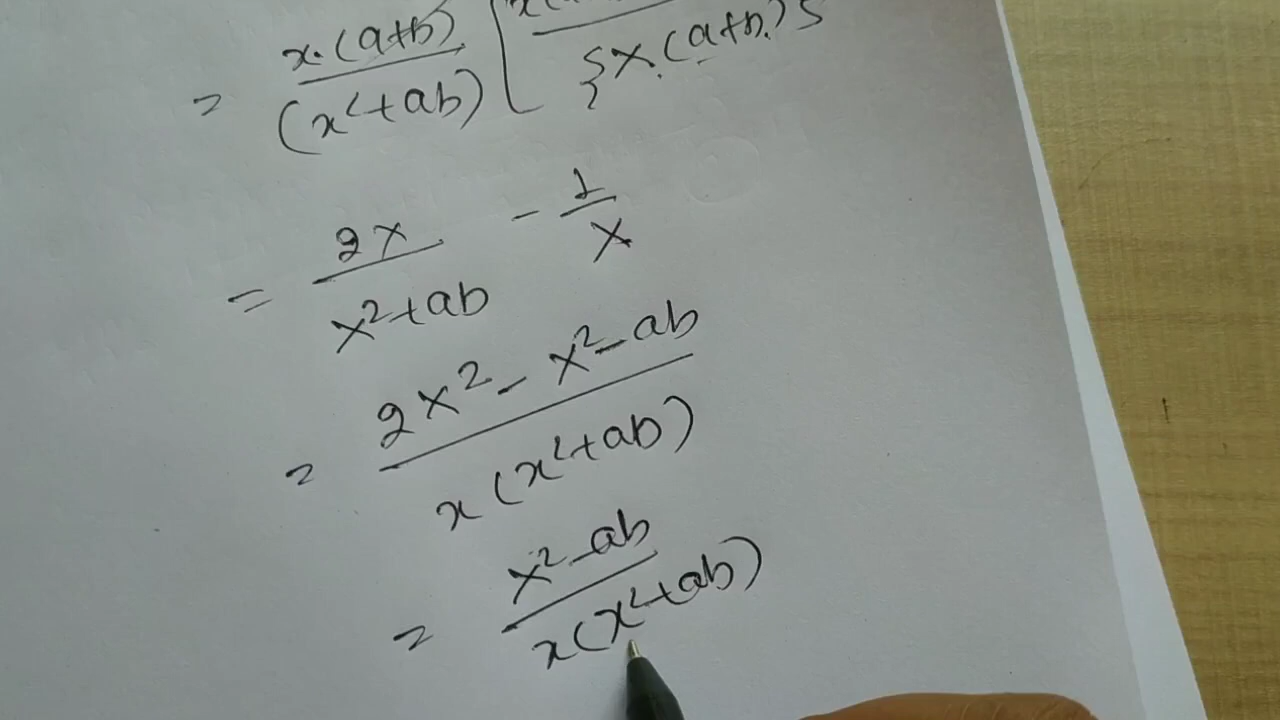 = x·(a+b) / (x²+ab) [ / {x·(a+b)}
= 2x / x²+ab - 1 / x
= 2x² - x² - ab / x(x²+ab)
= x² - ab / x(x²+ab)